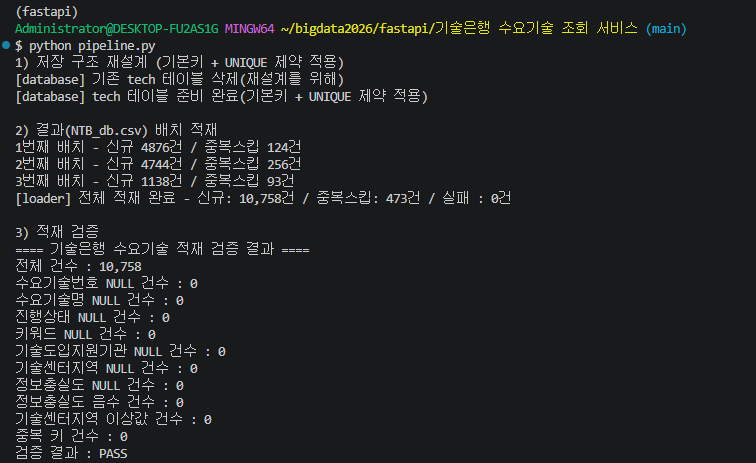 (fastapi)
Administrator@DESKTOP-FU2AS1G MINGW64 ~/bigdata2026/fastapi/기술은행 수요기술 조회 서비스 (main)
$ python pipeline.py
1) 저장 구조 재설계 (기본키 + UNIQUE 제약 적용)
[database] 기존 tech 테이블 삭제(재설계를 위해)
[database] tech 테이블 준비 완료(기본키 + UNIQUE 제약 적용)

2) 결과(NTB_db.csv) 배치 적재
1번째 배치 - 신규 4876건 / 중복스킵 124건
2번째 배치 - 신규 4744건 / 중복스킵 256건
3번째 배치 - 신규 1138건 / 중복스킵 93건
[loader] 전체 적재 완료 - 신규: 10,758건 / 중복스킵: 473건 / 실패 : 0건

3) 적재 검증
==== 기술은행 수요기술 적재 검증 결과 ====
전체 건수 : 10,758
수요기술번호 NULL 건수 : 0
수요기술명 NULL 건수 : 0
진행상태 NULL 건수 : 0
키워드 NULL 건수 : 0
기술도입지원기관 NULL 건수 : 0
기술센터지역 NULL 건수 : 0
정보충실도 NULL 건수 : 0
정보충실도 음수 건수 : 0
기술센터지역 이상값 건수 : 0
중복 키 건수 : 0
검증 결과 : PASS